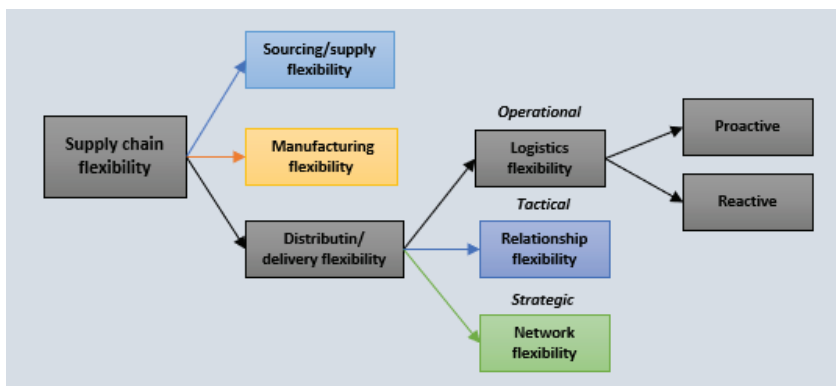 Sourcing/supply
flexibility
Supply chain
flexibility
Manufacturing
flexibility
Distributin/
delivery flexibility
Operational
Logistics
flexibility
Tactical
Relationship
flexibility
Strategic
Network
flexibility
Proactive
Reactive